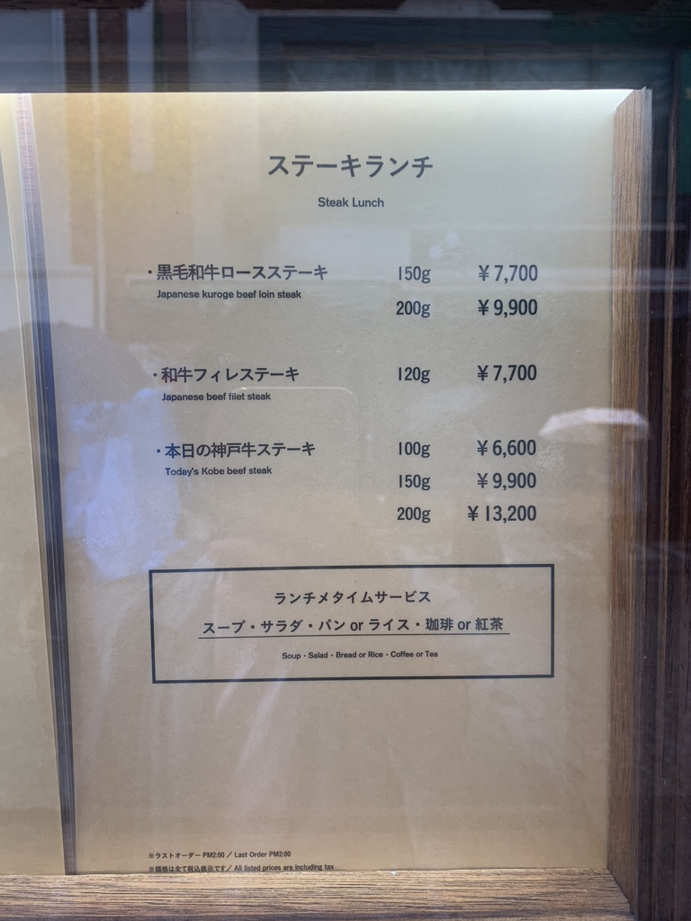 ステーキランチ
Steak Lunch
・黒毛和牛ロースステーキ 150g ¥7,700
Japanese kuroge beef loin steak
200g ¥9,900
・和牛フィレステーキ 120g ¥7,700
Japanese beef filet steak
・本日の神戸牛ステーキ 100g ¥6,600
Today's Kobe beef steak
150g ¥9,900
200g ¥13,200
ランチメタイムサービス
スープ・サラダ・パン or ライス・珈琲 or 紅茶
Soup・Salad・Bread or Rice・Coffee or Tea
※ラストオーダー PM2:00 / Last Order PM2:00
※価格は全て税込表示です / All listed prices are including tax